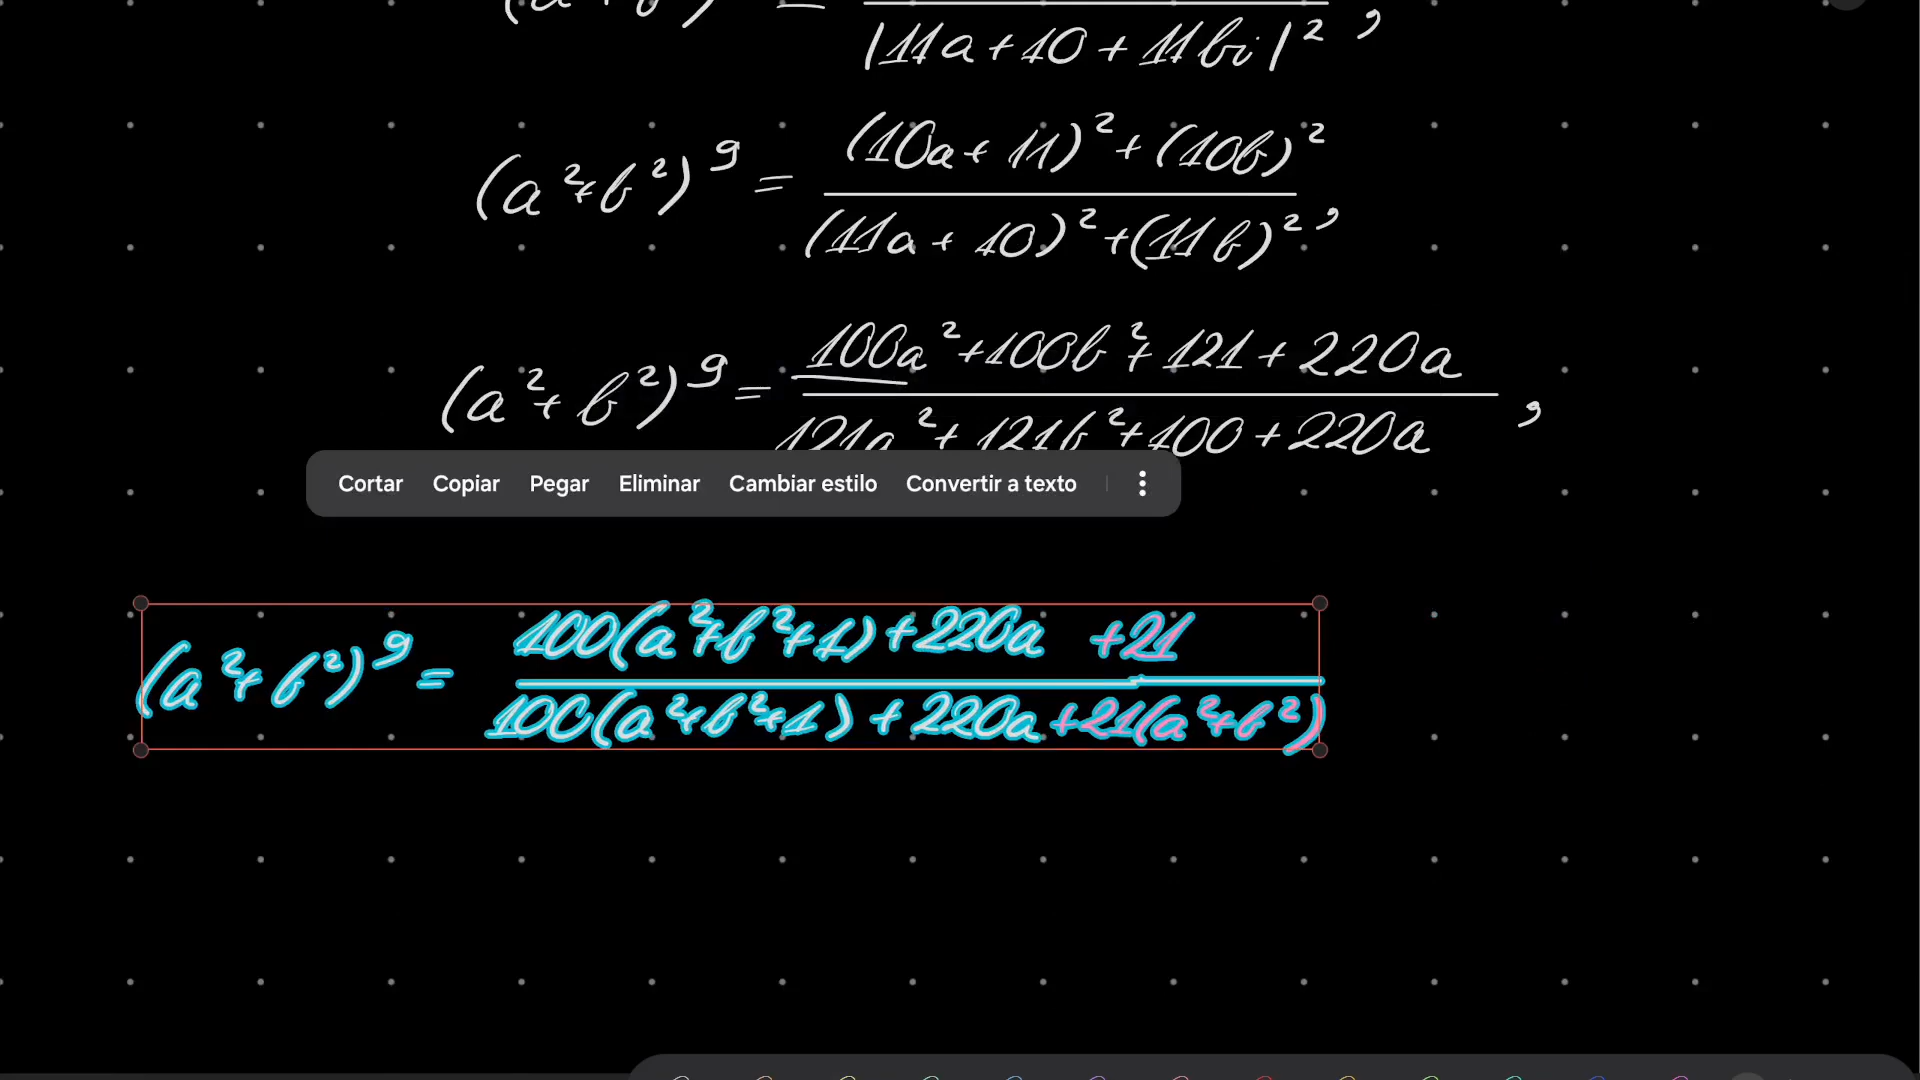 |11a+10+11bi|²,
(a²+b²)⁹ = (10a+11)²+(10b)²
(11a+10)²+(11b)²,
(a²+b²)⁹ = 100a²+100b²+121+220a
121a²+121b²+100+220a,
Cortar Copiar Pegar Eliminar Cambiar estilo Convertir a texto
(a²+b²)⁹ = 100(a²+b²+1)+220a +21
100(a²+b²+1)+220a+21(a²+b²)